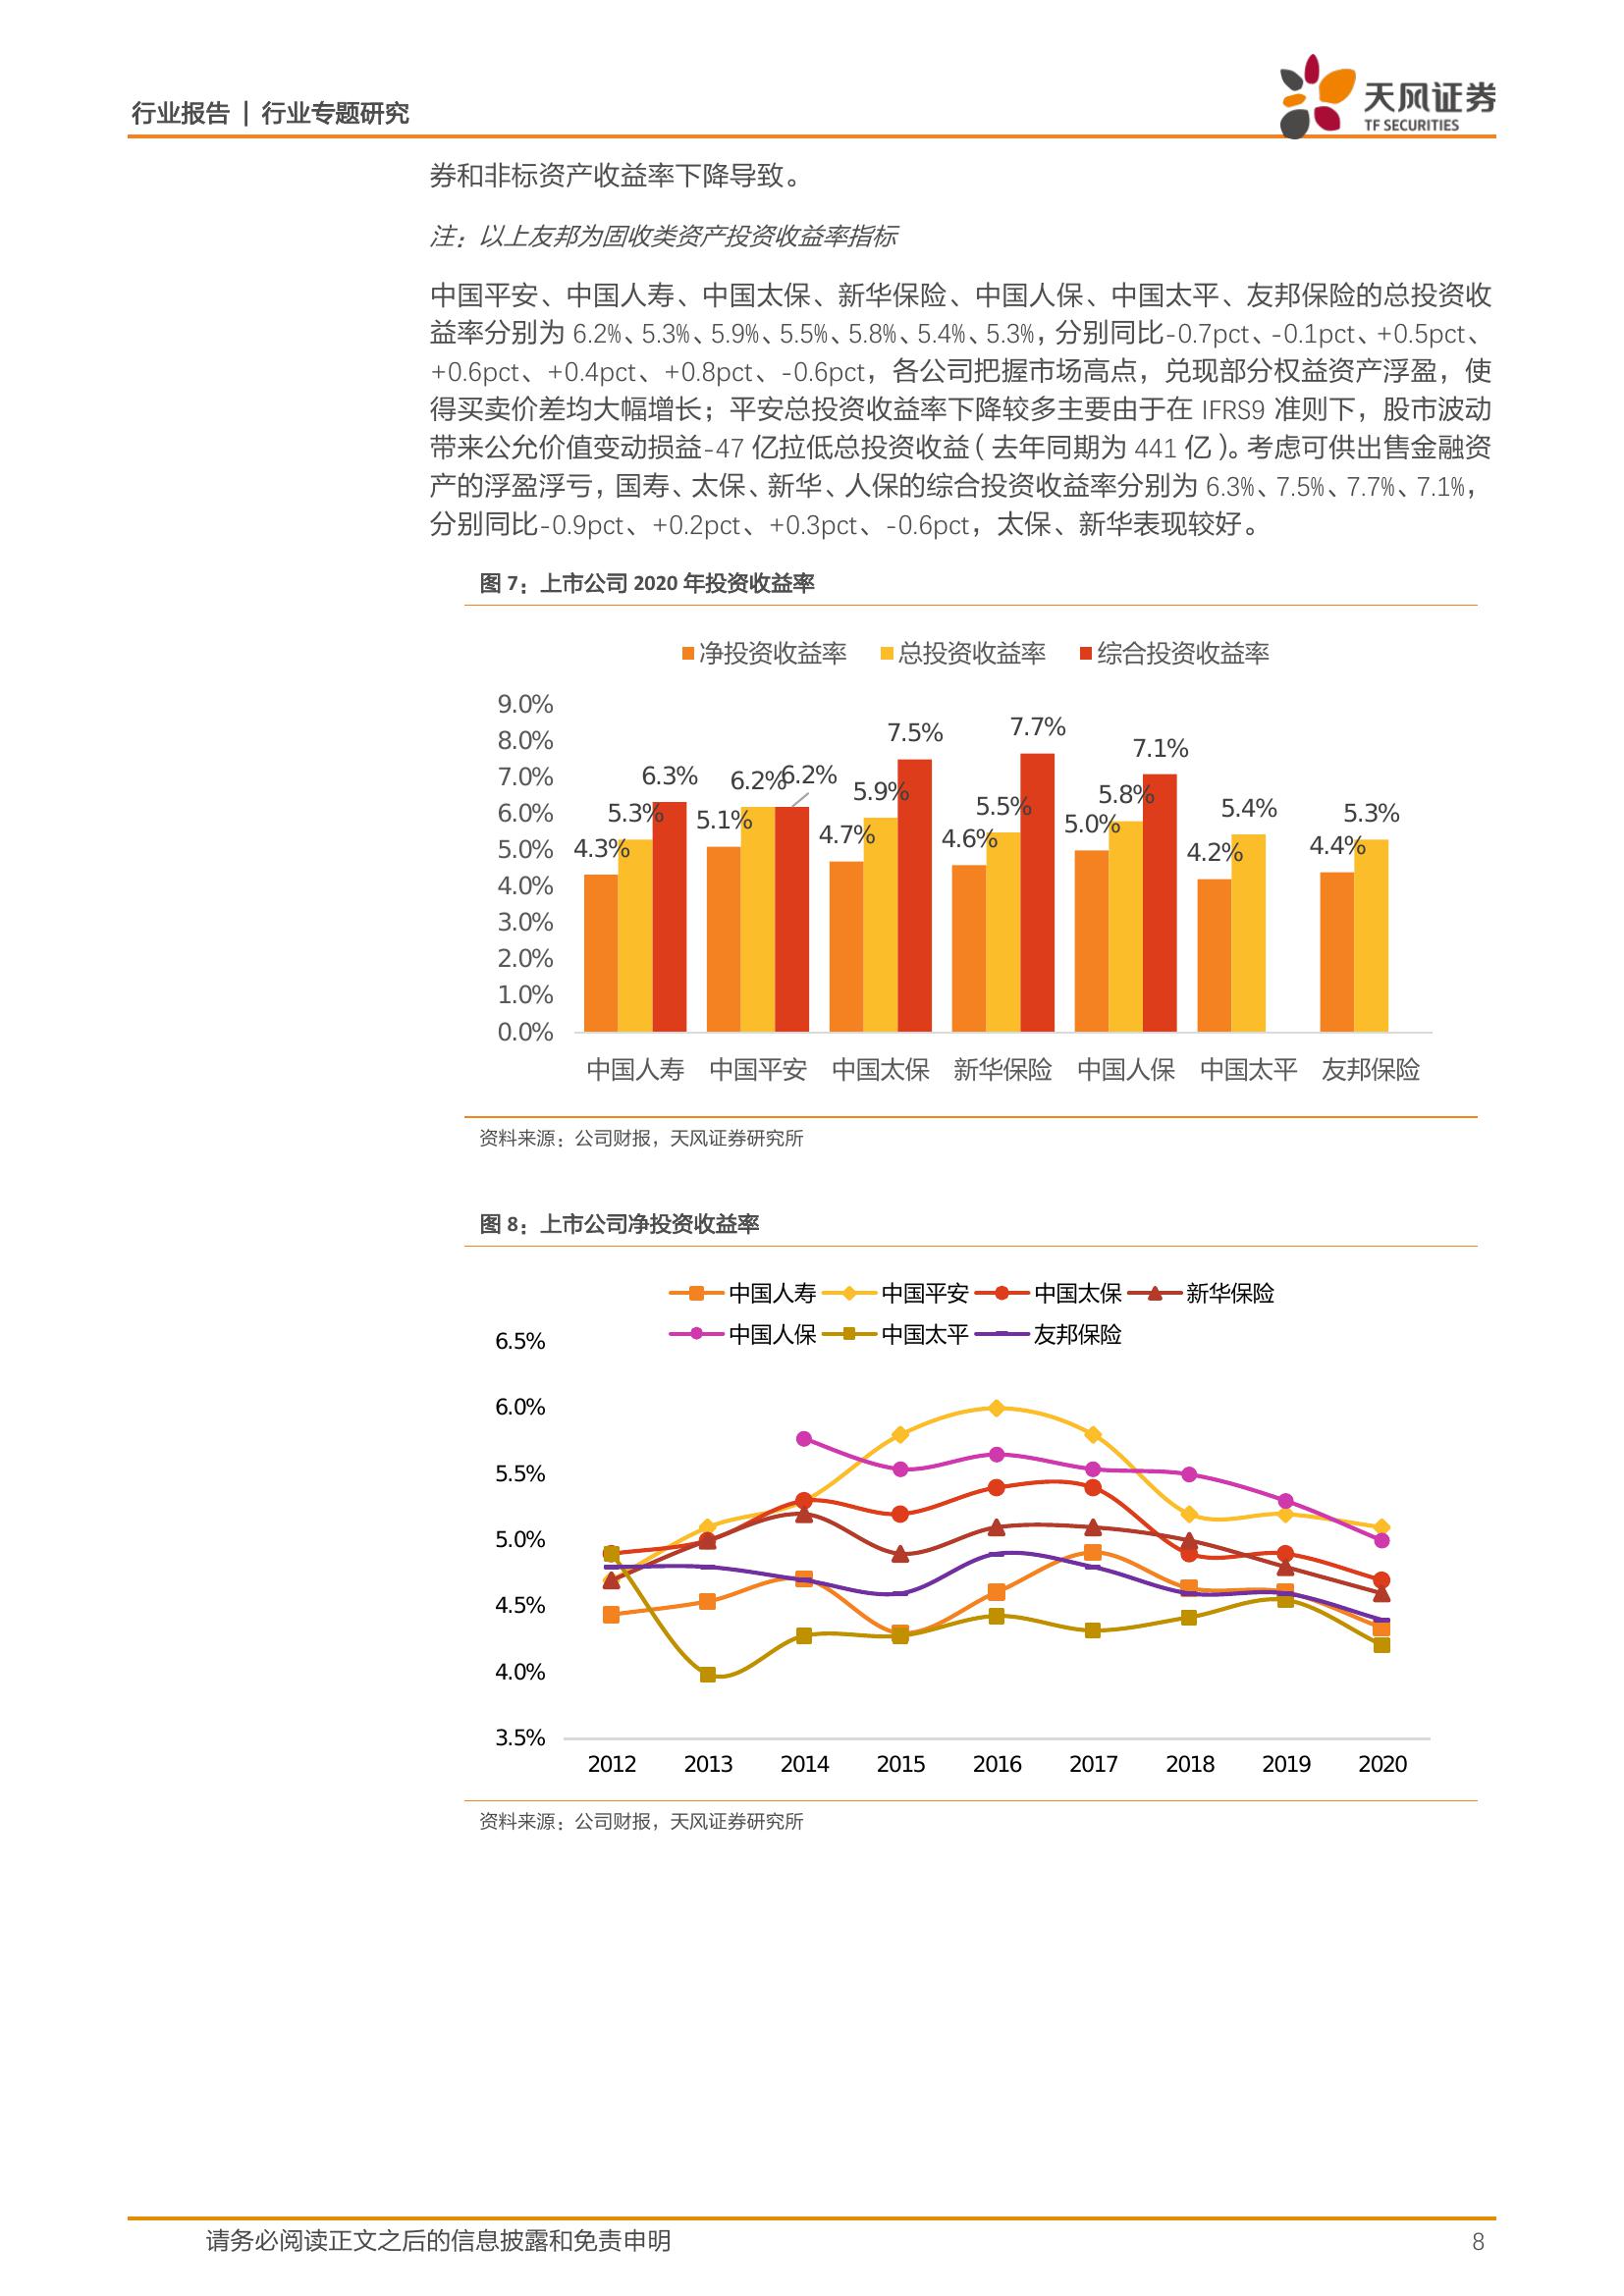 行业报告 | 行业专题研究
天风证券
TF SECURITIES
券和非标资产收益率下降导致。
注：以上友邦为固收类资产投资收益率指标
中国平安、中国人寿、中国太保、新华保险、中国人保、中国太平、友邦保险的总投资收
益率分别为 6.2%、5.3%、5.9%、5.5%、5.8%、5.4%、5.3%，分别同比-0.7pct、-0.1pct、+0.5pct、
+0.6pct、+0.4pct、+0.8pct、-0.6pct，各公司把握市场高点，兑现部分权益资产浮盈，使
得买卖价差均大幅增长；平安总投资收益率下降较多主要由于在 IFRS9 准则下，股市波动
带来公允价值变动损益-47 亿拉低总投资收益（去年同期为 441 亿）。考虑可供出售金融资
产的浮盈浮亏，国寿、太保、新华、人保的综合投资收益率分别为 6.3%、7.5%、7.7%、7.1%，
分别同比-0.9pct、+0.2pct、+0.3pct、-0.6pct，太保、新华表现较好。
图 7：上市公司 2020 年投资收益率
净投资收益率 总投资收益率 综合投资收益率
9.0%
8.0%
7.0%
6.0%
5.0%
4.0%
3.0%
2.0%
1.0%
0.0%
4.3% 5.3% 6.3%
5.1% 6.2% 6.2%
4.7% 5.9% 7.5%
4.6% 5.5% 7.7%
5.0% 5.8% 7.1%
4.2% 5.4%
4.4% 5.3%
中国人寿 中国平安 中国太保 新华保险 中国人保 中国太平 友邦保险
资料来源：公司财报，天风证券研究所
图 8：上市公司净投资收益率
中国人寿 中国平安 中国太保 新华保险
中国人保 中国太平 友邦保险
6.5%
6.0%
5.5%
5.0%
4.5%
4.0%
3.5%
2012 2013 2014 2015 2016 2017 2018 2019 2020
资料来源：公司财报，天风证券研究所
请务必阅读正文之后的信息披露和免责申明
8